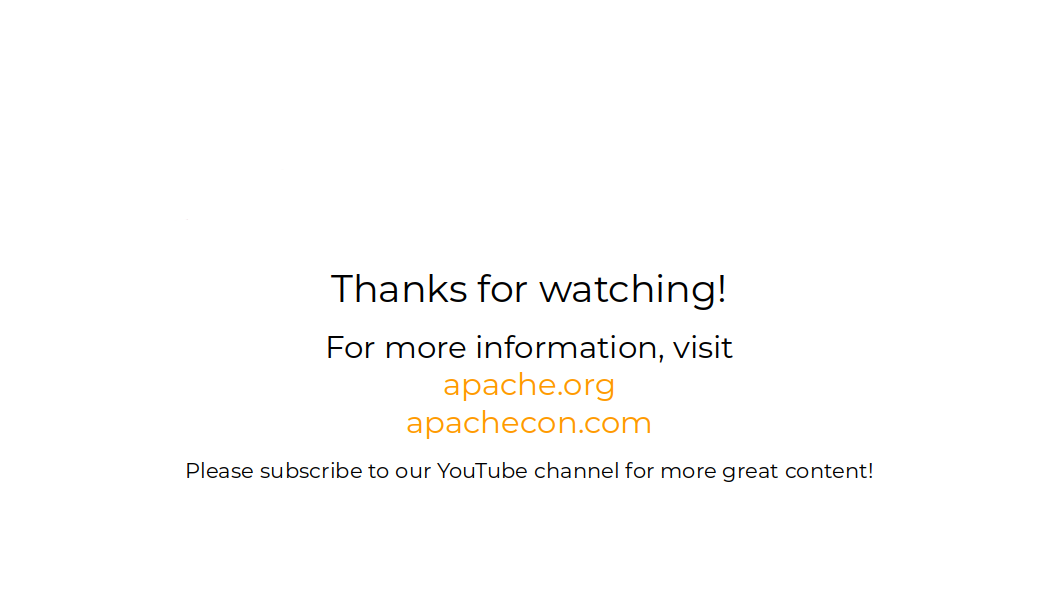 Thanks for watching!
For more information, visit
apache.org
apachecon.com
Please subscribe to our YouTube channel for more great content!